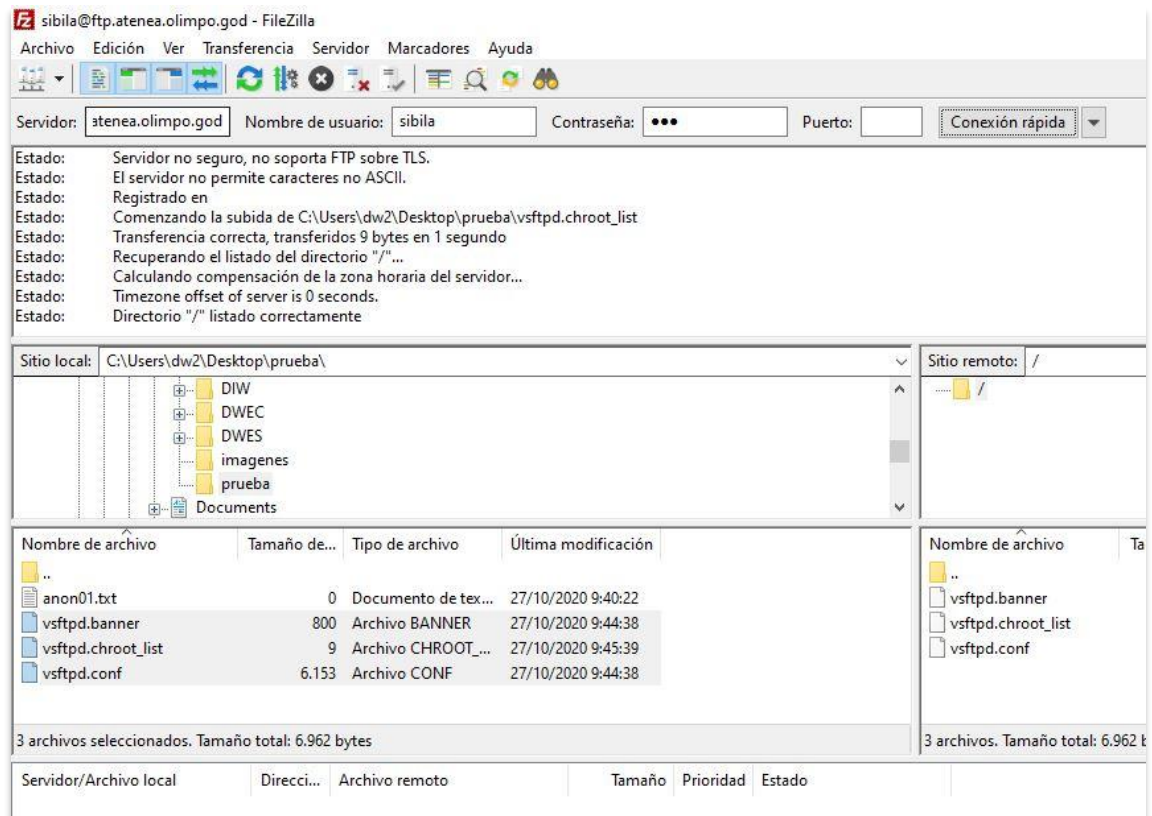 sibila@ftp.atenea.olimpo.god - FileZilla
Archivo Edición Ver Transferencia Servidor Marcadores Ayuda
Servidor: atenea.olimpo.god Nombre de usuario: sibila Contraseña: ●●● Puerto: Conexión rápida
Estado: Servidor no seguro, no soporta FTP sobre TLS.
Estado: El servidor no permite caracteres no ASCII.
Estado: Registrado en
Estado: Comenzando la subida de C:\Users\dw2\Desktop\prueba\vsftpd.chroot_list
Estado: Transferencia correcta, transferidos 9 bytes en 1 segundo
Estado: Recuperando el listado del directorio "/"...
Estado: Calculando compensación de la zona horaria del servidor...
Estado: Timezone offset of server is 0 seconds.
Estado: Directorio "/" listado correctamente
Sitio local: C:\Users\dw2\Desktop\prueba\
DIW
DWEC
DWES
imagenes
prueba
Documents
Sitio remoto: /
/
Nombre de archivo Tamaño de... Tipo de archivo Última modificación
..
anon01.txt 0 Documento de tex... 27/10/2020 9:40:22
vsftpd.banner 800 Archivo BANNER 27/10/2020 9:44:38
vsftpd.chroot_list 9 Archivo CHROOT_... 27/10/2020 9:45:39
vsftpd.conf 6.153 Archivo CONF 27/10/2020 9:44:38
3 archivos seleccionados. Tamaño total: 6.962 bytes
Nombre de archivo Ta
..
vsftpd.banner
vsftpd.chroot_list
vsftpd.conf
3 archivos. Tamaño total: 6.962 b
Servidor/Archivo local Direcci... Archivo remoto Tamaño Prioridad Estado